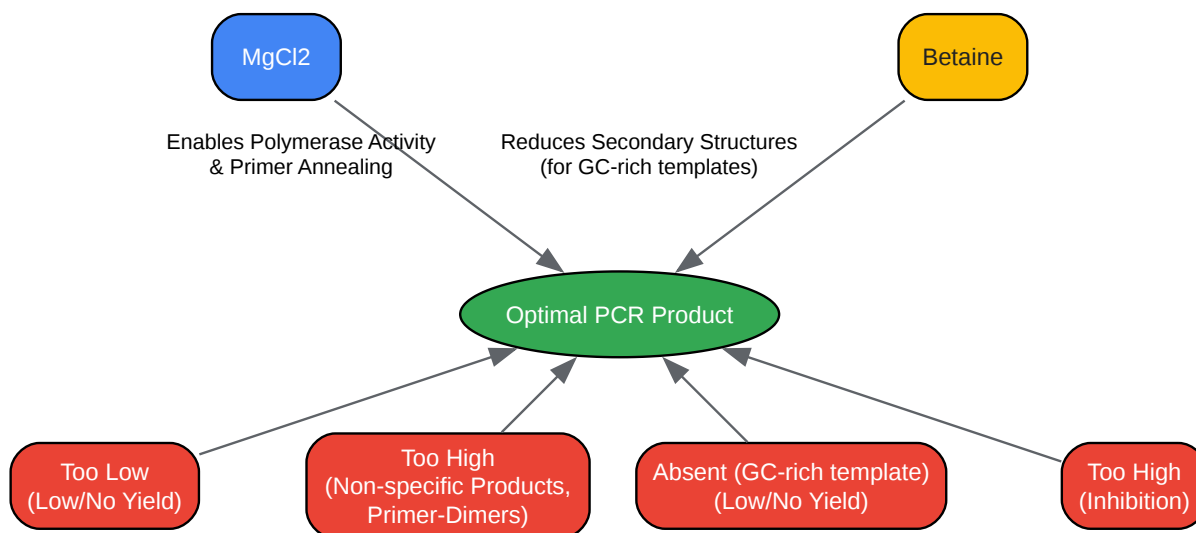 MgCl2
Betaine
Enables Polymerase Activity
& Primer Annealing
Reduces Secondary Structures
(for GC-rich templates)
Optimal PCR Product
Too Low
(Low/No Yield)
Too High
(Non-specific Products,
Primer-Dimers)
Absent (GC-rich template)
(Low/No Yield)
Too High
(Inhibition)